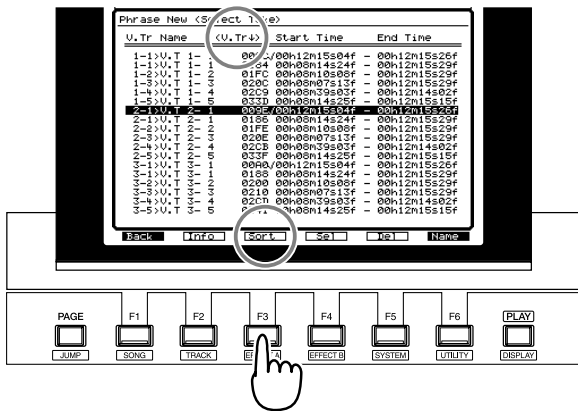 Phrase New <Select Take>
V.Tr Name <V.Tr↓> Start Time End Time
1-1>V.T 1- 1 00h12m15s04f - 00h12m15s26f
1-1>V.T 1- 1 0184 00h08m14s24f - 00h12m15s29f
1-2>V.T 1- 2 01FC 00h08m10s08f - 00h12m15s29f
1-3>V.T 1- 3 020C 00h08m07s13f - 00h12m15s29f
1-4>V.T 1- 4 02C9 00h08m39s03f - 00h12m14s02f
1-5>V.T 1- 5 033D 00h08m14s25f - 00h12m15s15f
2-1>V.T 2- 1 009E/00h12m15s04f - 00h12m15s26f
2-1>V.T 2- 1 0186 00h08m14s24f - 00h12m15s29f
2-2>V.T 2- 2 01FE 00h08m10s08f - 00h12m15s29f
2-3>V.T 2- 3 020E 00h08m07s13f - 00h12m15s29f
2-4>V.T 2- 4 02CB 00h08m39s03f - 00h12m14s02f
2-5>V.T 2- 5 033F 00h08m14s25f - 00h12m15s15f
3-1>V.T 3- 1 00A0/00h12m15s04f - 00h12m15s26f
3-1>V.T 3- 1 0188 00h08m14s24f - 00h12m15s29f
3-2>V.T 3- 2 0200 00h08m10s08f - 00h12m15s29f
3-3>V.T 3- 3 0210 00h08m07s13f - 00h12m15s29f
3-4>V.T 3- 4 02CD 00h08m39s03f - 00h12m14s02f
3-5>V.T 3- 5 00h08m14s25f - 00h12m15s15f
Back Info Sort Sel Del Name
PAGE F1 F2 F3 F4 F5 F6 PLAY
JUMP SONG TRACK EFFECT A EFFECT B SYSTEM UTILITY DISPLAY